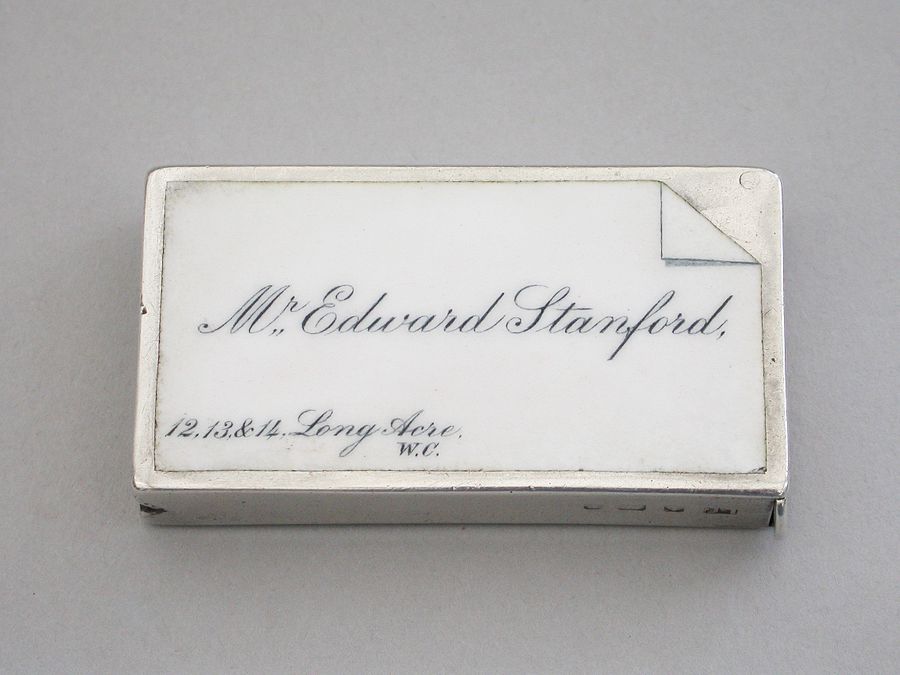 Mr. Edward Stanford,
12, 13, & 14, Long Acre.
W.C.